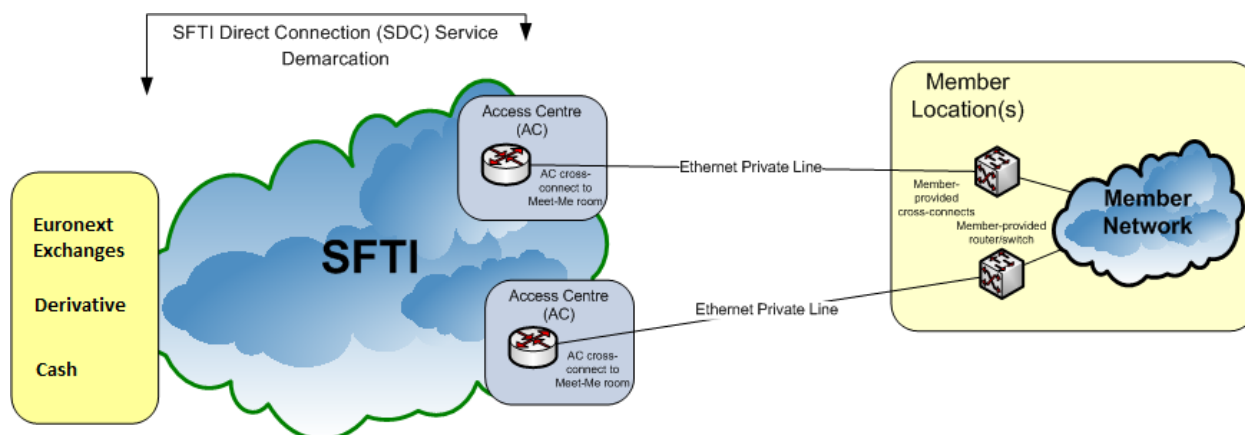 SFTI Direct Connection (SDC) Service
Demarcation
Euronext
Exchanges
Derivative
Cash
SFTI
Access Centre
(AC)
AC cross-
connect to
Meet-Me room
Access Centre
(AC)
AC cross-
connect to
Meet-Me room
Ethernet Private Line
Ethernet Private Line
Member
Location(s)
Member-
provided
cross-connects
Member-provided
router/switch
Member
Network